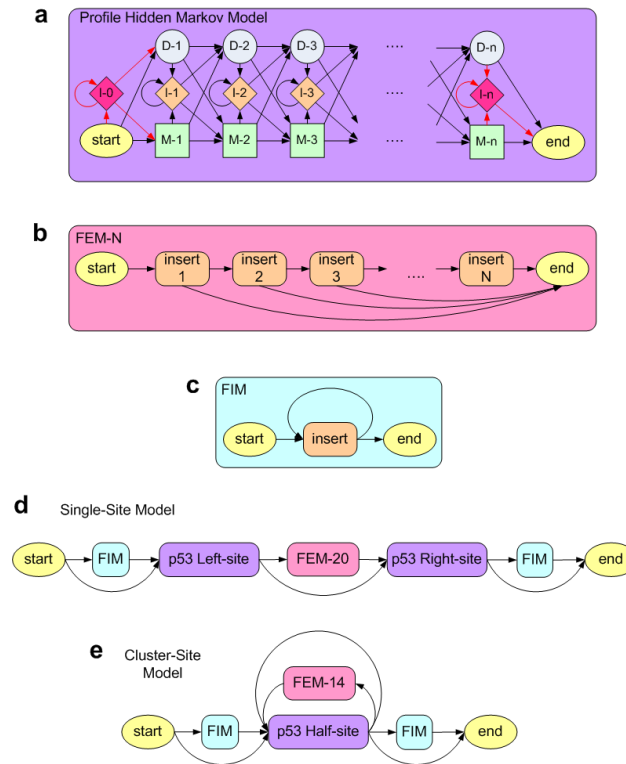 a
Profile Hidden Markov Model
D-1 D-2 D-3 .... D-n
I-0 I-1 I-2 I-3 .... I-n
start M-1 M-2 M-3 .... M-n end
b
FEM-N
start insert 1 insert 2 insert 3 .... insert N end
c
FIM
start insert end
d
Single-Site Model
start FIM p53 Left-site FEM-20 p53 Right-site FIM end
e
Cluster-Site
Model
FEM-14
start FIM p53 Half-site FIM end